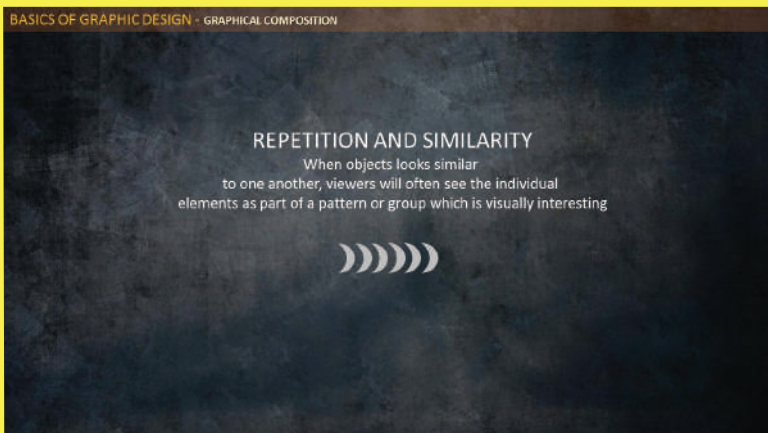 BASICS OF GRAPHIC DESIGN - GRAPHICAL COMPOSITION
REPETITION AND SIMILARITY
When objects looks similar
to one another, viewers will often see the individual
elements as part of a pattern or group which is visually interesting